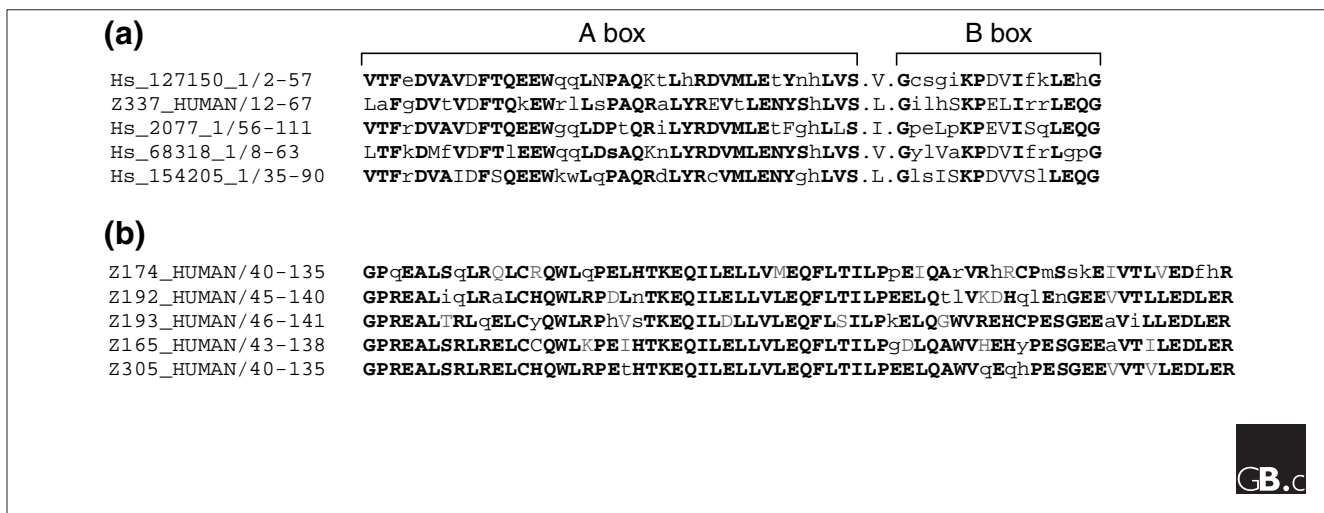 (a)
A box B box
Hs_127150_1/2-57 VTFeDVAVDFTQEEWqqLNPAQKtLhRDVMLEtYnhLVS.V.GcsgiKPDVIfkLEhG
Z337_HUMAN/12-67 LaFgDVtVDFTQkEWrlLsPAQRaLYREVtLENYShLVS.L.GilhSKPELIrrLEQG
Hs_2077_1/56-111 VTFrDVAVDFTQEEWgqLDPtQRiLYRDVMLEtFghLLS.I.GpeLpKPEVISqLEQG
Hs_68318_1/8-63 LTFkDMfVDFTlEEWqqLDsAQKnLYRDVMLENYShLVS.V.GylVaKPDVIfrLgpG
Hs_154205_1/35-90 VTFrDVAIDFSQEEWkwLqPAQRdLYRcVMLENYghLVS.L.GlsISKPDVVSlLEQG
(b)
Z174_HUMAN/40-135 GPqEALSqLRQLCRQWLqPELHTKEQILELLVMEQFLTILPpEIQArVRhRCPmSskEIVTLVEDfhR
Z192_HUMAN/45-140 GPREALiqLRaLCHQWLRPDLnTKEQILELLVLEQFLTILPEELQtlVKDHqlEnGEEVVTLLEDLER
Z193_HUMAN/46-141 GPREALTRLqELCyQWLRPhVsTKEQILDLLVLEQFLSILPkELQGWVREHCPESGEEaViLLEDLER
Z165_HUMAN/43-138 GPREALSRLRELCCQWLKPEIHTKEQILELLVLEQFLTILPgDLQAWVHEHyPESGEEaVTILEDLER
Z305_HUMAN/40-135 GPREALSRLRELCHQWLRPEtHTKEQILELLVLEQFLTILPEELQAWVqEqhPESGEEVVTVLEDLER
GB.c